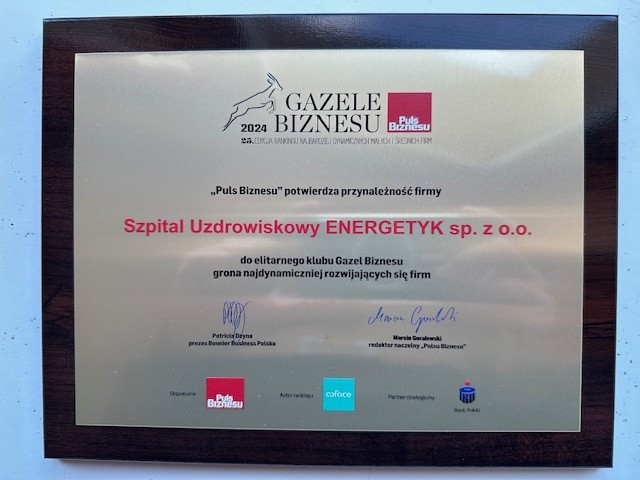 GAZELE
2024 BIZNESU
Puls
Biznesu
25. EDYCJA RANKINGU NAJBARDZIEJ DYNAMICZNYCH MAŁYCH I ŚREDNICH FIRM
„Puls Biznesu” potwierdza przynależność firmy
Szpital Uzdrowiskowy ENERGETYK sp. z o.o.
do elitarnego klubu Gazel Biznesu
grona najdynamiczniej rozwijających się firm
Patricia Deyna
prezes Bonnier Business Polska
Marcin Goralewski
redaktor naczelny „Pulsu Biznesu”
Organizator
Puls
Biznesu
Autor rankingu
coface
Partner strategiczny
Bank Polski